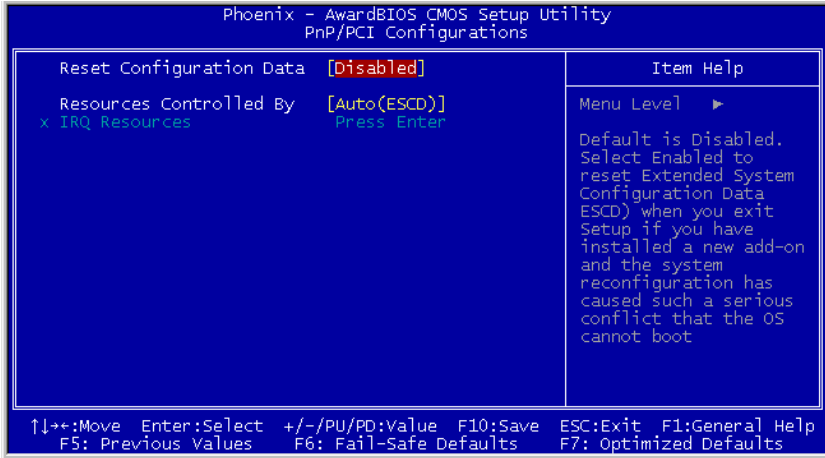 Phoenix - AwardBIOS CMOS Setup Utility
PnP/PCI Configurations
Reset Configuration Data [Disabled]
Resources Controlled By [Auto(ESCD)]
x IRQ Resources Press Enter
Item Help
Menu Level ►
Default is Disabled.
Select Enabled to
reset Extended System
Configuration Data
ESCD) when you exit
Setup if you have
installed a new add-on
and the system
reconfiguration has
caused such a serious
conflict that the OS
cannot boot
↑↓→←:Move Enter:Select +/-/PU/PD:Value F10:Save ESC:Exit F1:General Help
F5: Previous Values F6: Fail-Safe Defaults F7: Optimized Defaults